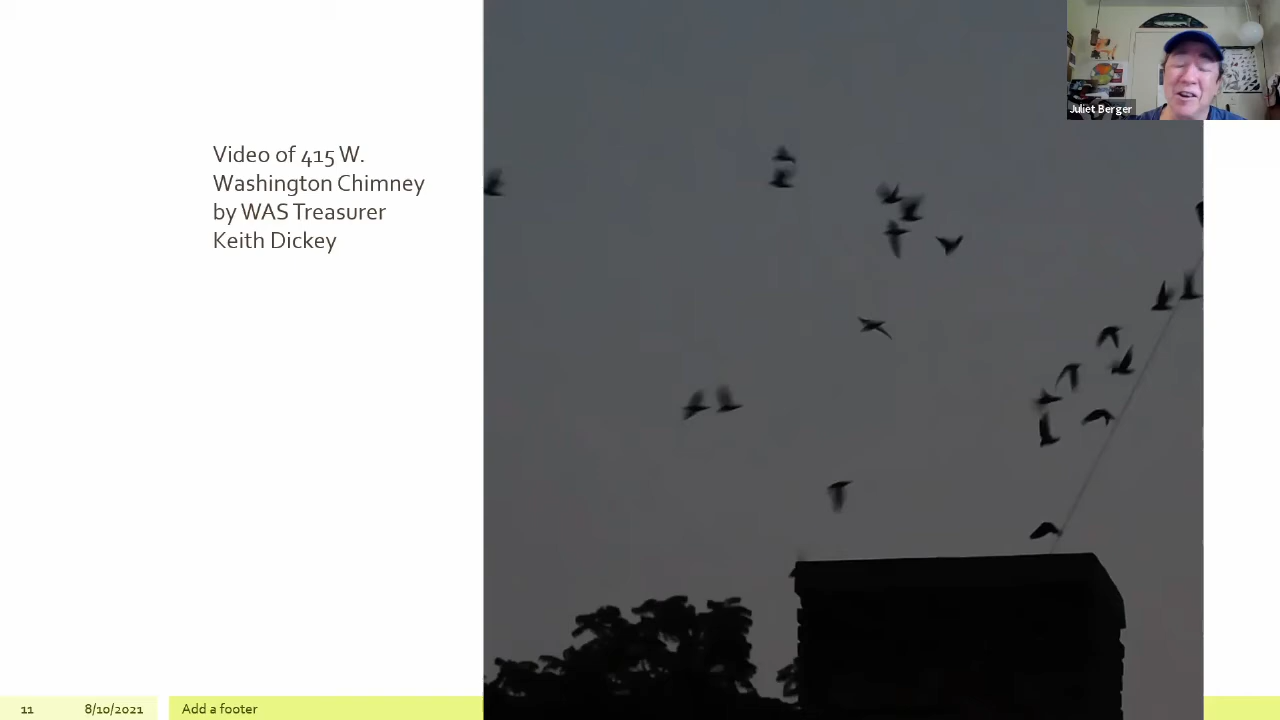 Juliet Berger
Video of 415 W.
Washington Chimney
by WAS Treasurer
Keith Dickey
11
8/10/2021
Add a footer